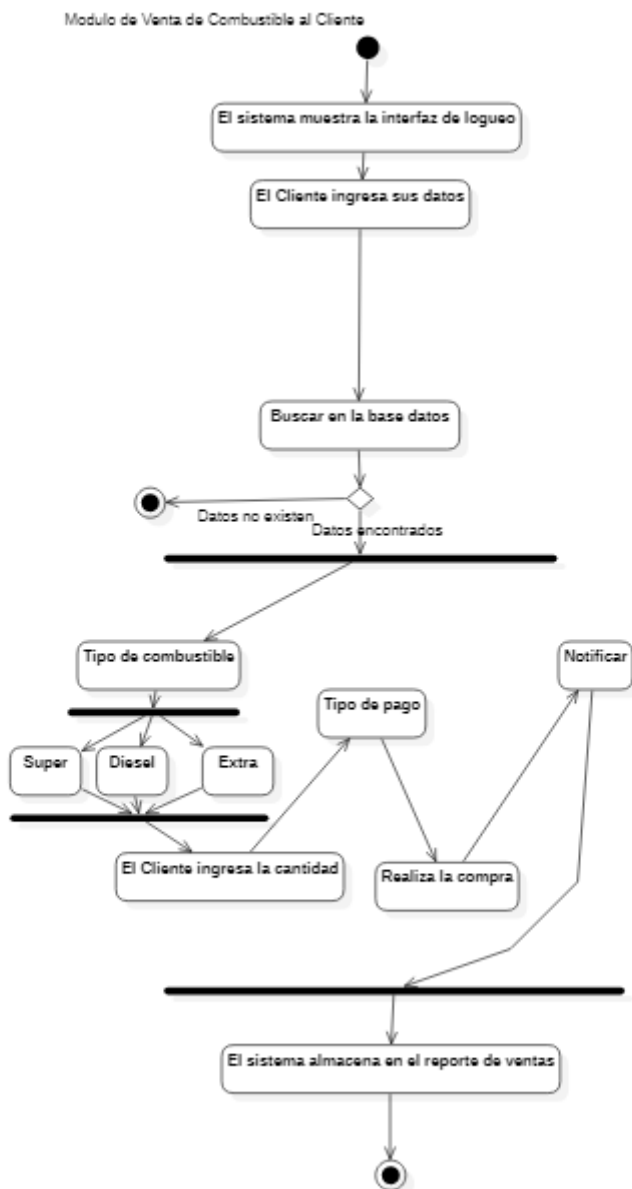 Modulo de Venta de Combustible al Cliente
El sistema muestra la interfaz de logueo
El Cliente ingresa sus datos
Buscar en la base datos
Datos no existen
Datos encontrados
Tipo de combustible
Notificar
Tipo de pago
Super
Diesel
Extra
El Cliente ingresa la cantidad
Realiza la compra
El sistema almacena en el reporte de ventas